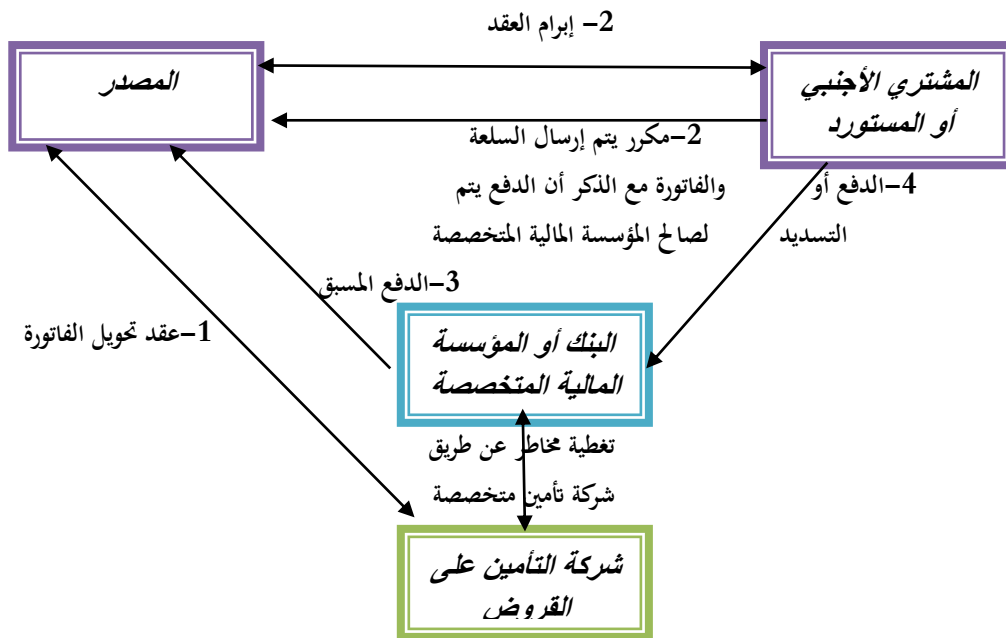 2- إبرام العقد
المشتري الأجنبي
أو المستورد
المصدر
2-مكرر يتم إرسال السلعة
والفاتورة مع الذكر أن الدفع يتم
لصالح المؤسسة المالية المتخصصة
4-الدفع أو
التسديد
3-الدفع المسبق
1-عقد تحويل الفاتورة
البنك أو المؤسسة
المالية المتخصصة
تغطية مخاطر عن طريق
شركة تأمين متخصصة
شركة التأمين على
القروض